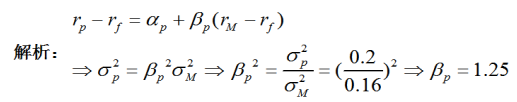 r_p − r_f = α_p + β_p(r_M − r_f)
解析：
⇒ σ_p^2 = β_p^2 σ_M^2 ⇒ β_p^2 = σ_p^2 / σ_M^2 = (0.2 / 0.16)^2 ⇒ β_p = 1.25